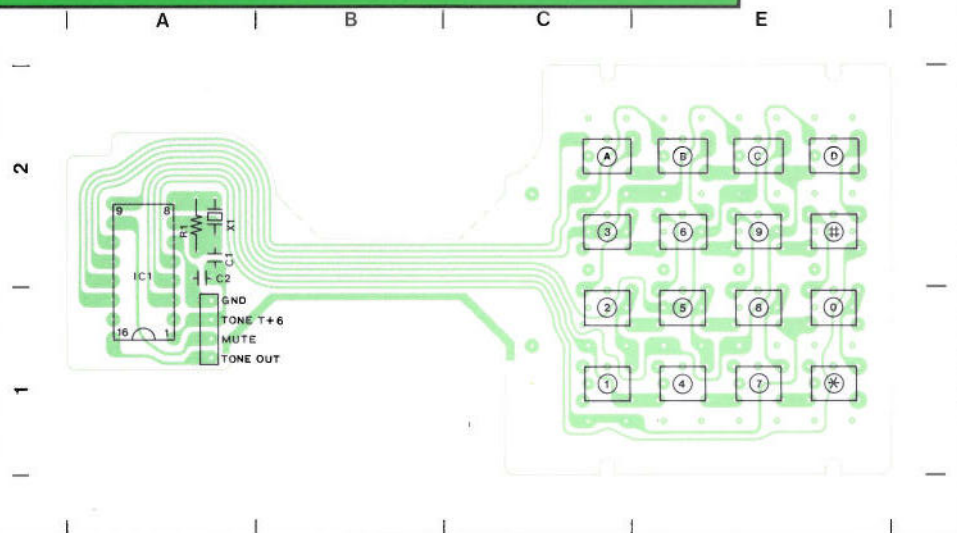 A B C E
2
A B C D
9 8
R1 X1
3 6 9 #
C1
IC1 C2
GND
2 5 8 0
TONE T+6
16 1
MUTE
TONE OUT
1
1 4 7 *